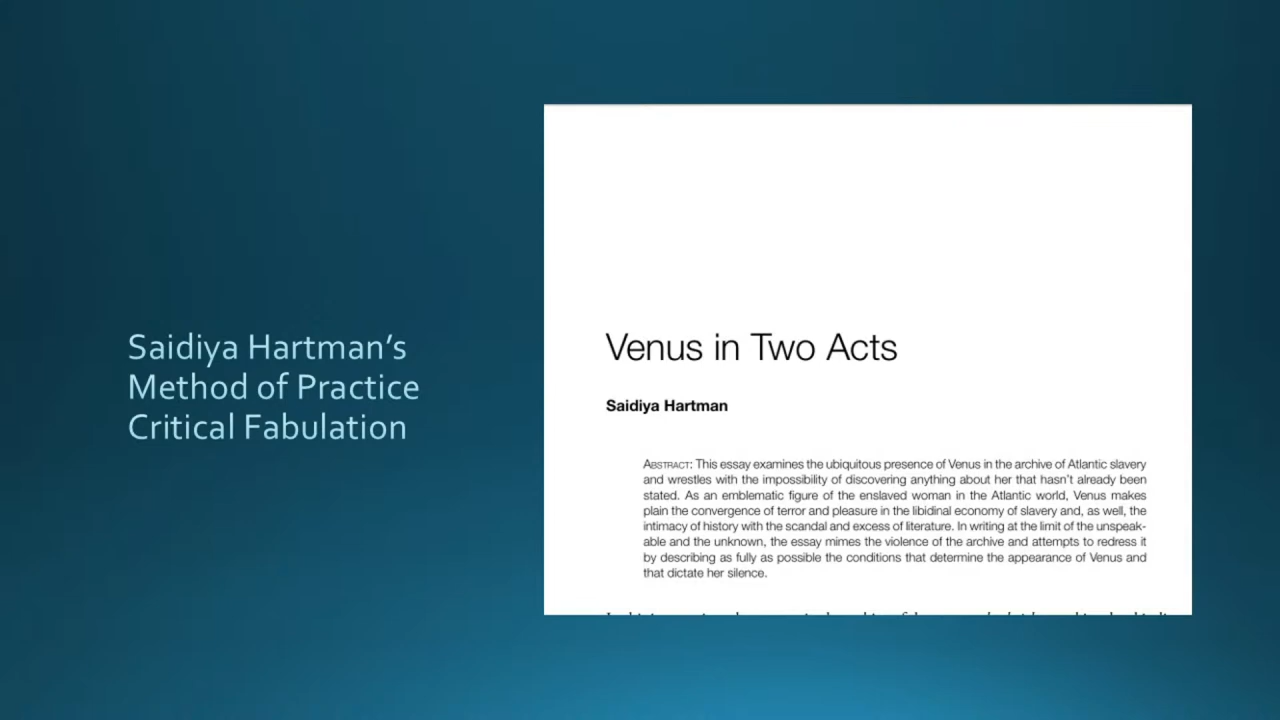 Saidiya Hartman’s
Method of Practice
Critical Fabulation
Venus in Two Acts
Saidiya Hartman
Abstract: This essay examines the ubiquitous presence of Venus in the archive of Atlantic slavery
and wrestles with the impossibility of discovering anything about her that hasn’t already been
stated. As an emblematic figure of the enslaved woman in the Atlantic world, Venus makes
plain the convergence of terror and pleasure in the libidinal economy of slavery and, as well, the
intimacy of history with the scandal and excess of literature. In writing at the limit of the unspeak-
able and the unknown, the essay mimes the violence of the archive and attempts to redress it
by describing as fully as possible the conditions that determine the appearance of Venus and
that dictate her silence.